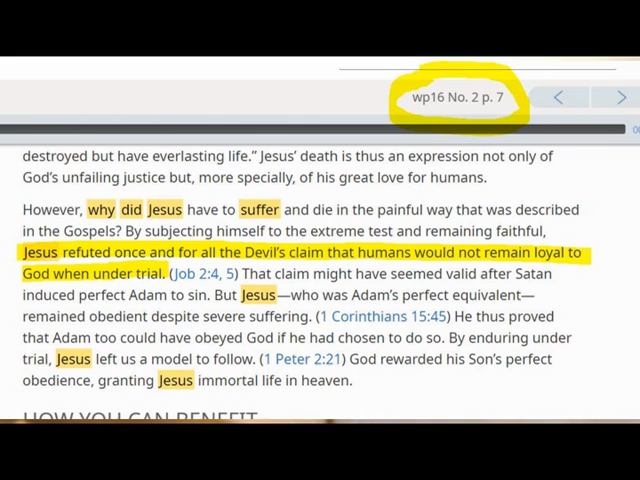 wp16 No. 2 p. 7
destroyed but have everlasting life.” Jesus’ death is thus an expression not only of
God’s unfailing justice but, more specially, of his great love for humans.
However, why did Jesus have to suffer and die in the painful way that was described
in the Gospels? By subjecting himself to the extreme test and remaining faithful,
Jesus refuted once and for all the Devil’s claim that humans would not remain loyal to
God when under trial. (Job 2:4, 5) That claim might have seemed valid after Satan
induced perfect Adam to sin. But Jesus—who was Adam’s perfect equivalent—
remained obedient despite severe suffering. (1 Corinthians 15:45) He thus proved
that Adam too could have obeyed God if he had chosen to do so. By enduring under
trial, Jesus left us a model to follow. (1 Peter 2:21) God rewarded his Son’s perfect
obedience, granting Jesus immortal life in heaven.
HOW YOU CAN BENEFIT